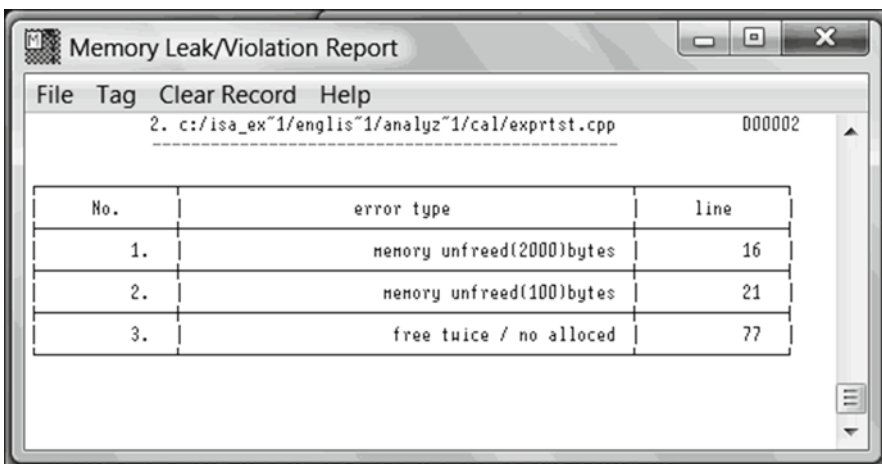 Memory Leak/Violation Report
File Tag Clear Record Help
2. c:/isa_ex~1/englis~1/analyz~1/cal/exprtst.cpp D00002
No. error type line
1. memory unfreed(2000)bytes 16
2. memory unfreed(100)bytes 21
3. free twice / no alloced 77